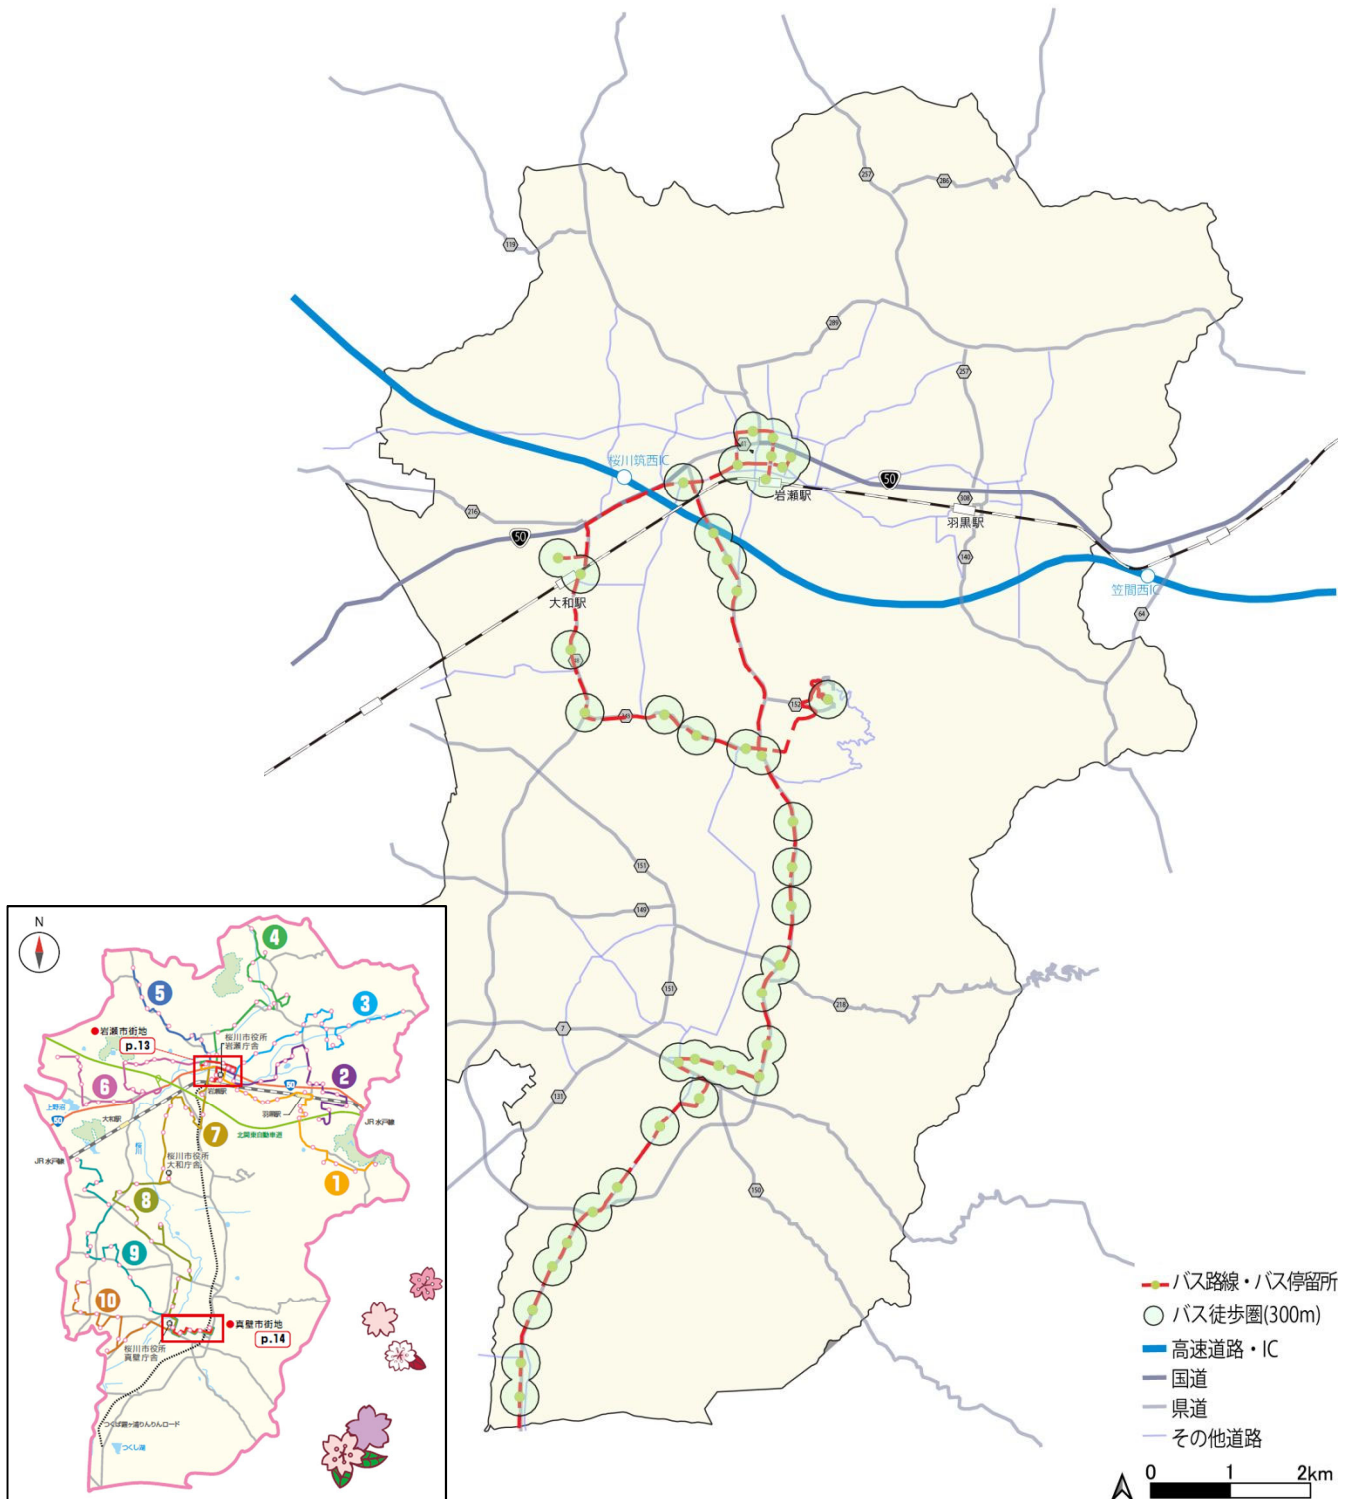 257
286
119
289
257
桜川筑西IC
岩瀬駅
50
308
羽黒駅
216
50
140
大和駅
笠間西IC
64
152
151
149
151
218
7
131
150
N
4
5
3
岩瀬市街地
p.13
桜川市役所
岩瀬庁舎
2
6
50
岩瀬駅
羽黒駅
上野沼
50
大和駅
JR水戸線
7
北関東自動車道
JR水戸線
桜川
桜川市役所
大和庁舎
1
8
9
10
真壁市街地
p.14
桜川市役所
真壁庁舎
つくば霞ヶ浦りんりんロード
つくし湖
バス路線・バス停留所
バス徒歩圏(300m)
高速道路・IC
国道
県道
その他道路
0 1 2km